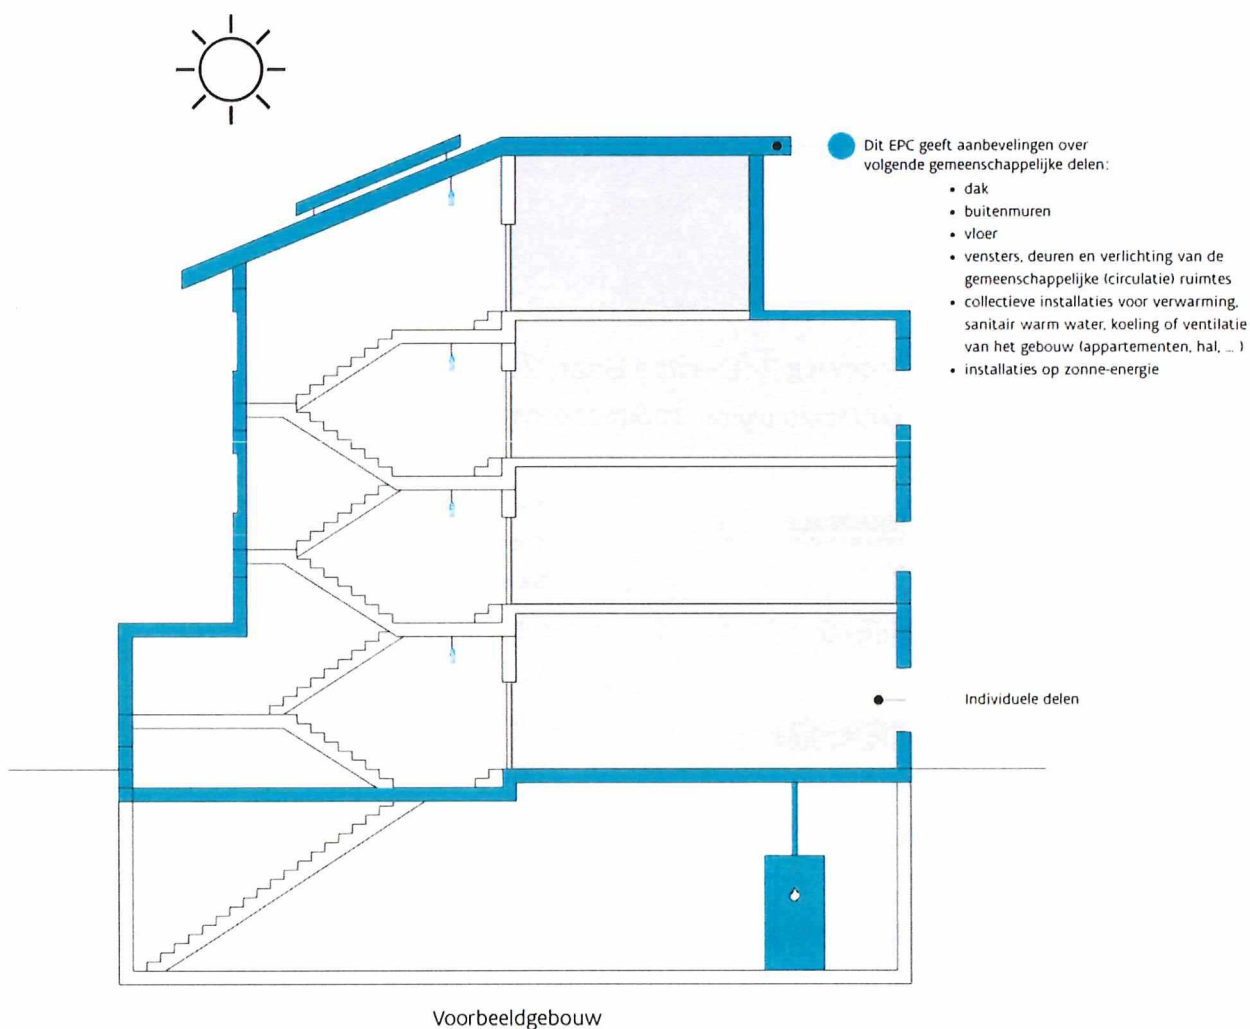 Dit EPC geeft aanbevelingen over
volgende gemeenschappelijke delen:
• dak
• buitenmuren
• vloer
• vensters, deuren en verlichting van de
gemeenschappelijke (circulatie) ruimtes
• collectieve installaties voor verwarming,
sanitair warm water, koeling of ventilatie
van het gebouw (appartementen, hal, ... )
• installaties op zonne-energie
Individuele delen
Voorbeeldgebouw